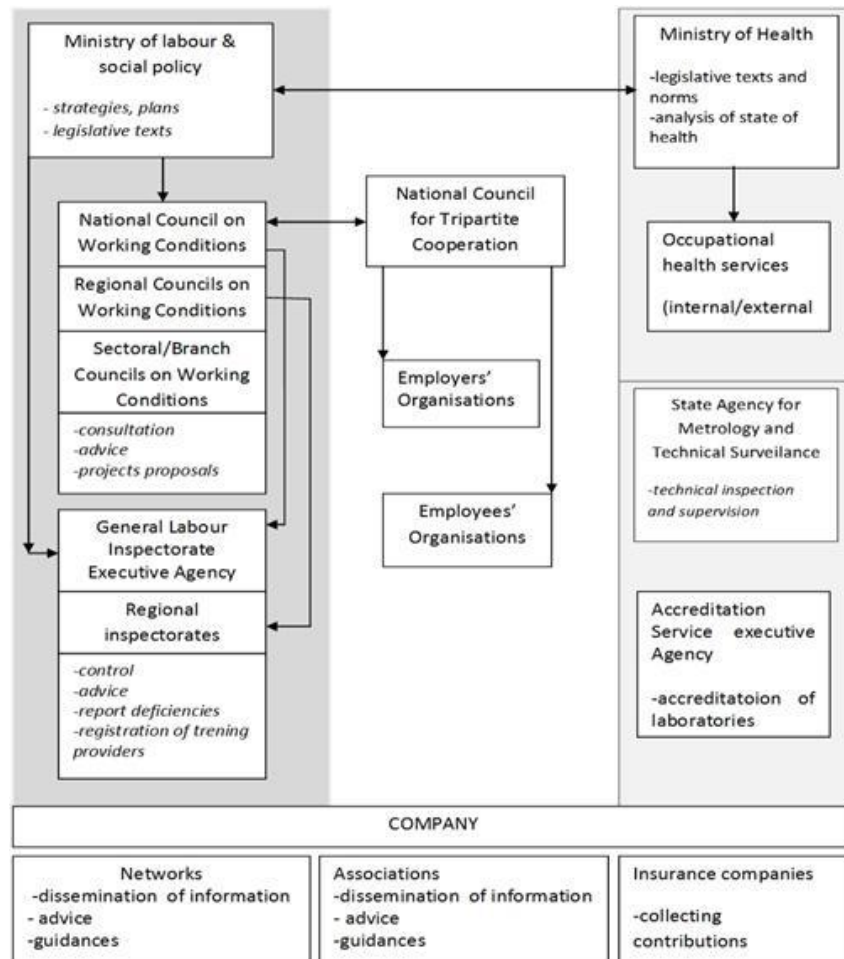 Ministry of labour &
social policy
- strategies, plans
- legislative texts
National Council on
Working Conditions
Regional Councils on
Working Conditions
Sectoral/Branch
Councils on Working
Conditions
-consultation
-advice
-projects proposals
General Labour
Inspectorate
Executive Agency
Regional
inspectorates
-control
-advice
-report deficiencies
-registration of trening
providers
National Council
for Tripartite
Cooperation
Employers'
Organisations
Employees'
Organisations
Ministry of Health
-legislative texts and
norms
-analysis of state of
health
Occupational
health services
(internal/external
State Agency for
Metrology and
Technical Surveilance
-technical inspection
and supervision
Accreditation
Service executive
Agency
-accreditatoion of
laboratories
COMPANY
Networks
-dissemination of information
- advice
-guidances
Associations
-dissemination of information
- advice
-guidances
Insurance companies
-collecting
contributions